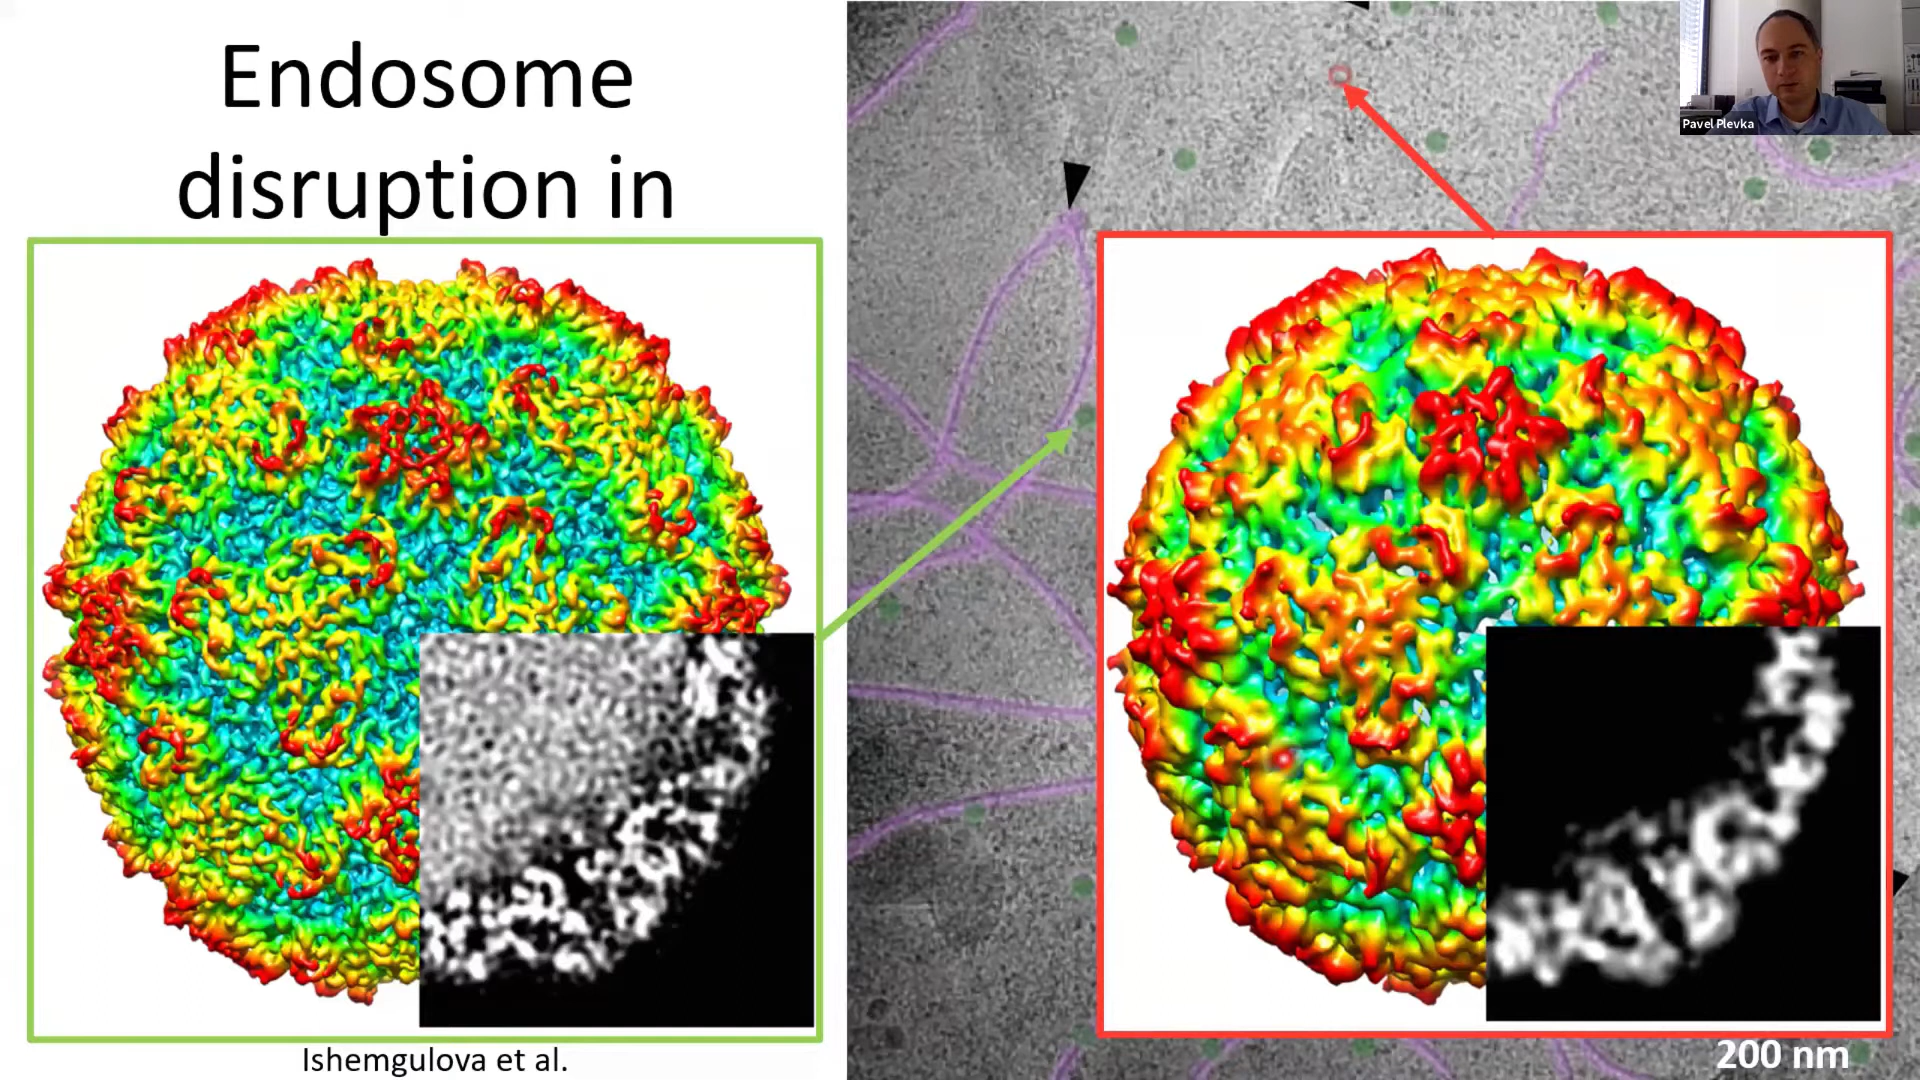 Endosome
disruption in
Pavel Plevka
Ishemgulova et al.
200 nm